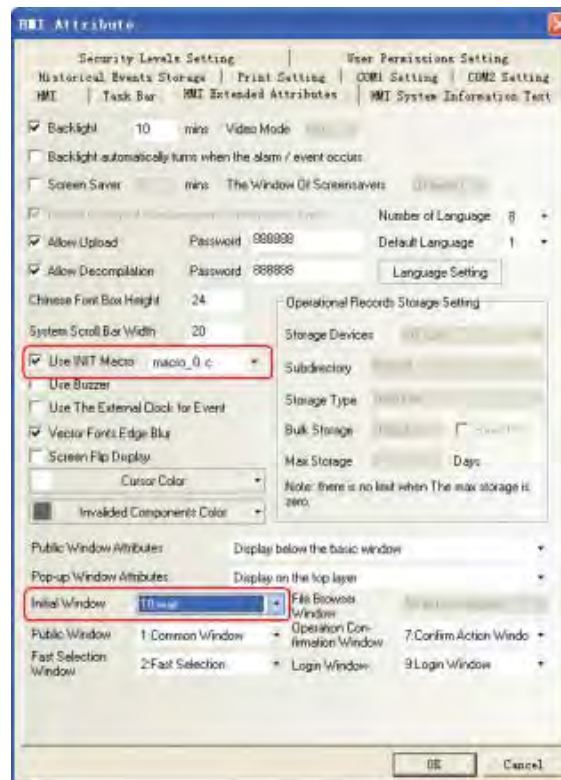 HMI Attribute
Security Levels Setting | User Permissions Setting
Historical Events Storage | Print Setting | COM1 Setting | COM2 Setting
HMI | Task Bar HMI Extended Attributes | HMI System Information Text
Backlight 10 mins Video Mode
Backlight automatically turns when the alarm / event occurs
Screen Saver mins The Window Of Screensavers
Number of Language 8
Allow Upload Password 888888 Default Language 1
Allow Decompilation Password 888888 Language Setting
Chinese Font Box Height 24 Operational Records Storage Setting
System Scroll Bar Width 20 Storage Devices
Use INIT Macro macro_0.c Subdirectory
Use Buzzer
Use The External Clock for Event Storage Type
Vector Fonts Edge Blur Bulk Storage
Screen Flip Display Max Storage Days
Cursor Color Note: there is no limit when The max storage is
Invalided Components Color zero.
Public Window Attributes Display below the basic window
Pop-up Window Attributes Display on the top layer
Initial Window File Browser
Window
Public Window 1:Common Window Operation Con-
firmation Window 7:Confirm Action Windo
Fast Selection
Window 2:Fast Selection Login Window 9:Login Window
OK Cancel